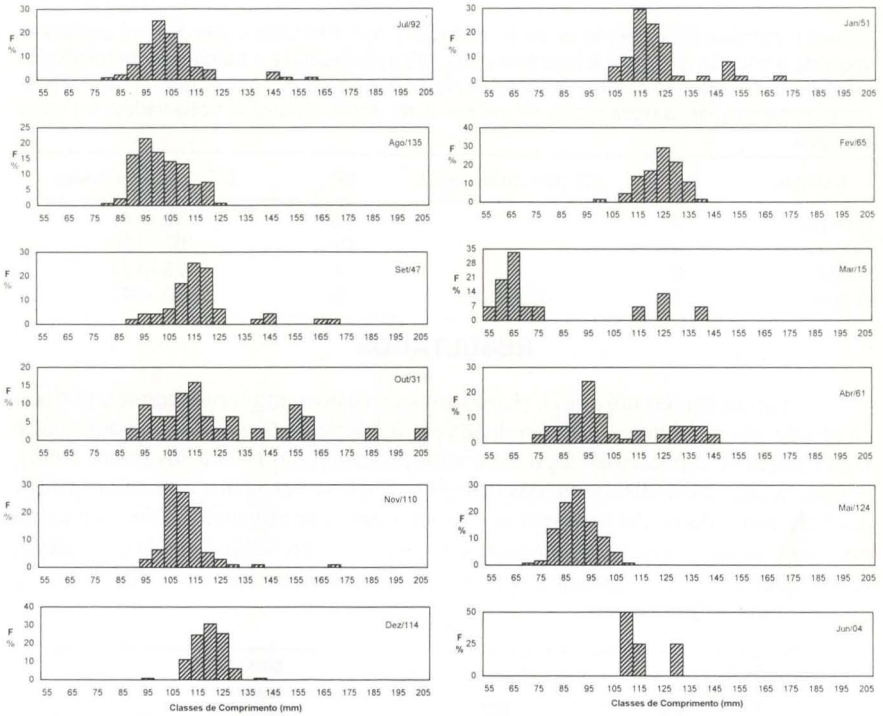 Jul/92
F
%
30
20
10
0
55 65 75 85 95 105 115 125 135 145 155 165 175 185 195 205
Ago/135
F
%
25
20
15
10
5
0
55 65 75 85 95 105 115 125 135 145 155 165 175 185 195 205
Set/47
F
%
30
20
10
0
55 65 75 85 95 105 115 125 135 145 155 165 175 185 195 205
Out/31
F
%
20
15
10
5
0
55 65 75 85 95 105 115 125 135 145 155 165 175 185 195 205
Nov/110
F
%
30
20
10
0
55 65 75 85 95 105 115 125 135 145 155 165 175 185 195 205
Dez/114
F
%
40
30
20
10
0
55 65 75 85 95 105 115 125 135 145 155 165 175 185 195 205
Classes de Comprimento (mm)
Jan/51
F
%
30
20
10
0
55 65 75 85 95 105 115 125 135 145 155 165 175 185 195 205
Fev/65
F
%
40
30
20
10
0
55 65 75 85 95 105 115 125 135 145 155 165 175 185 195 205
Mar/15
F
%
35
28
21
14
7
0
55 65 75 85 95 105 115 125 135 145 155 165 175 185 195 205
Abr/61
F
%
30
20
10
0
55 65 75 85 95 105 115 125 135 145 155 165 175 185 195 205
Mai/124
F
%
30
20
10
0
55 65 75 85 95 105 115 125 135 145 155 165 175 185 195 205
Jun/04
F
%
50
25
0
55 65 75 85 95 105 115 125 135 145 155 165 175 185 195 205
Classes de Comprimento (mm)